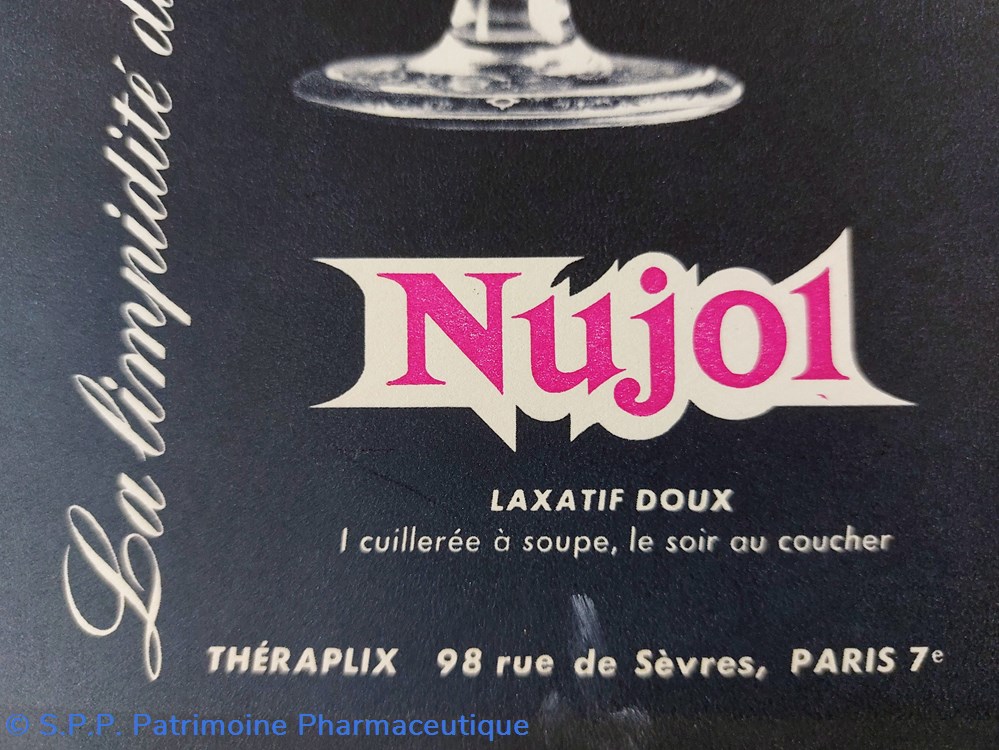 La limpidité
Nujol
LAXATIF DOUX
1 cuillerée à soupe, le soir au coucher
THÉRAPLIX 98 rue de Sèvres, PARIS 7e
© S.P.P. Patrimoine Pharmaceutique